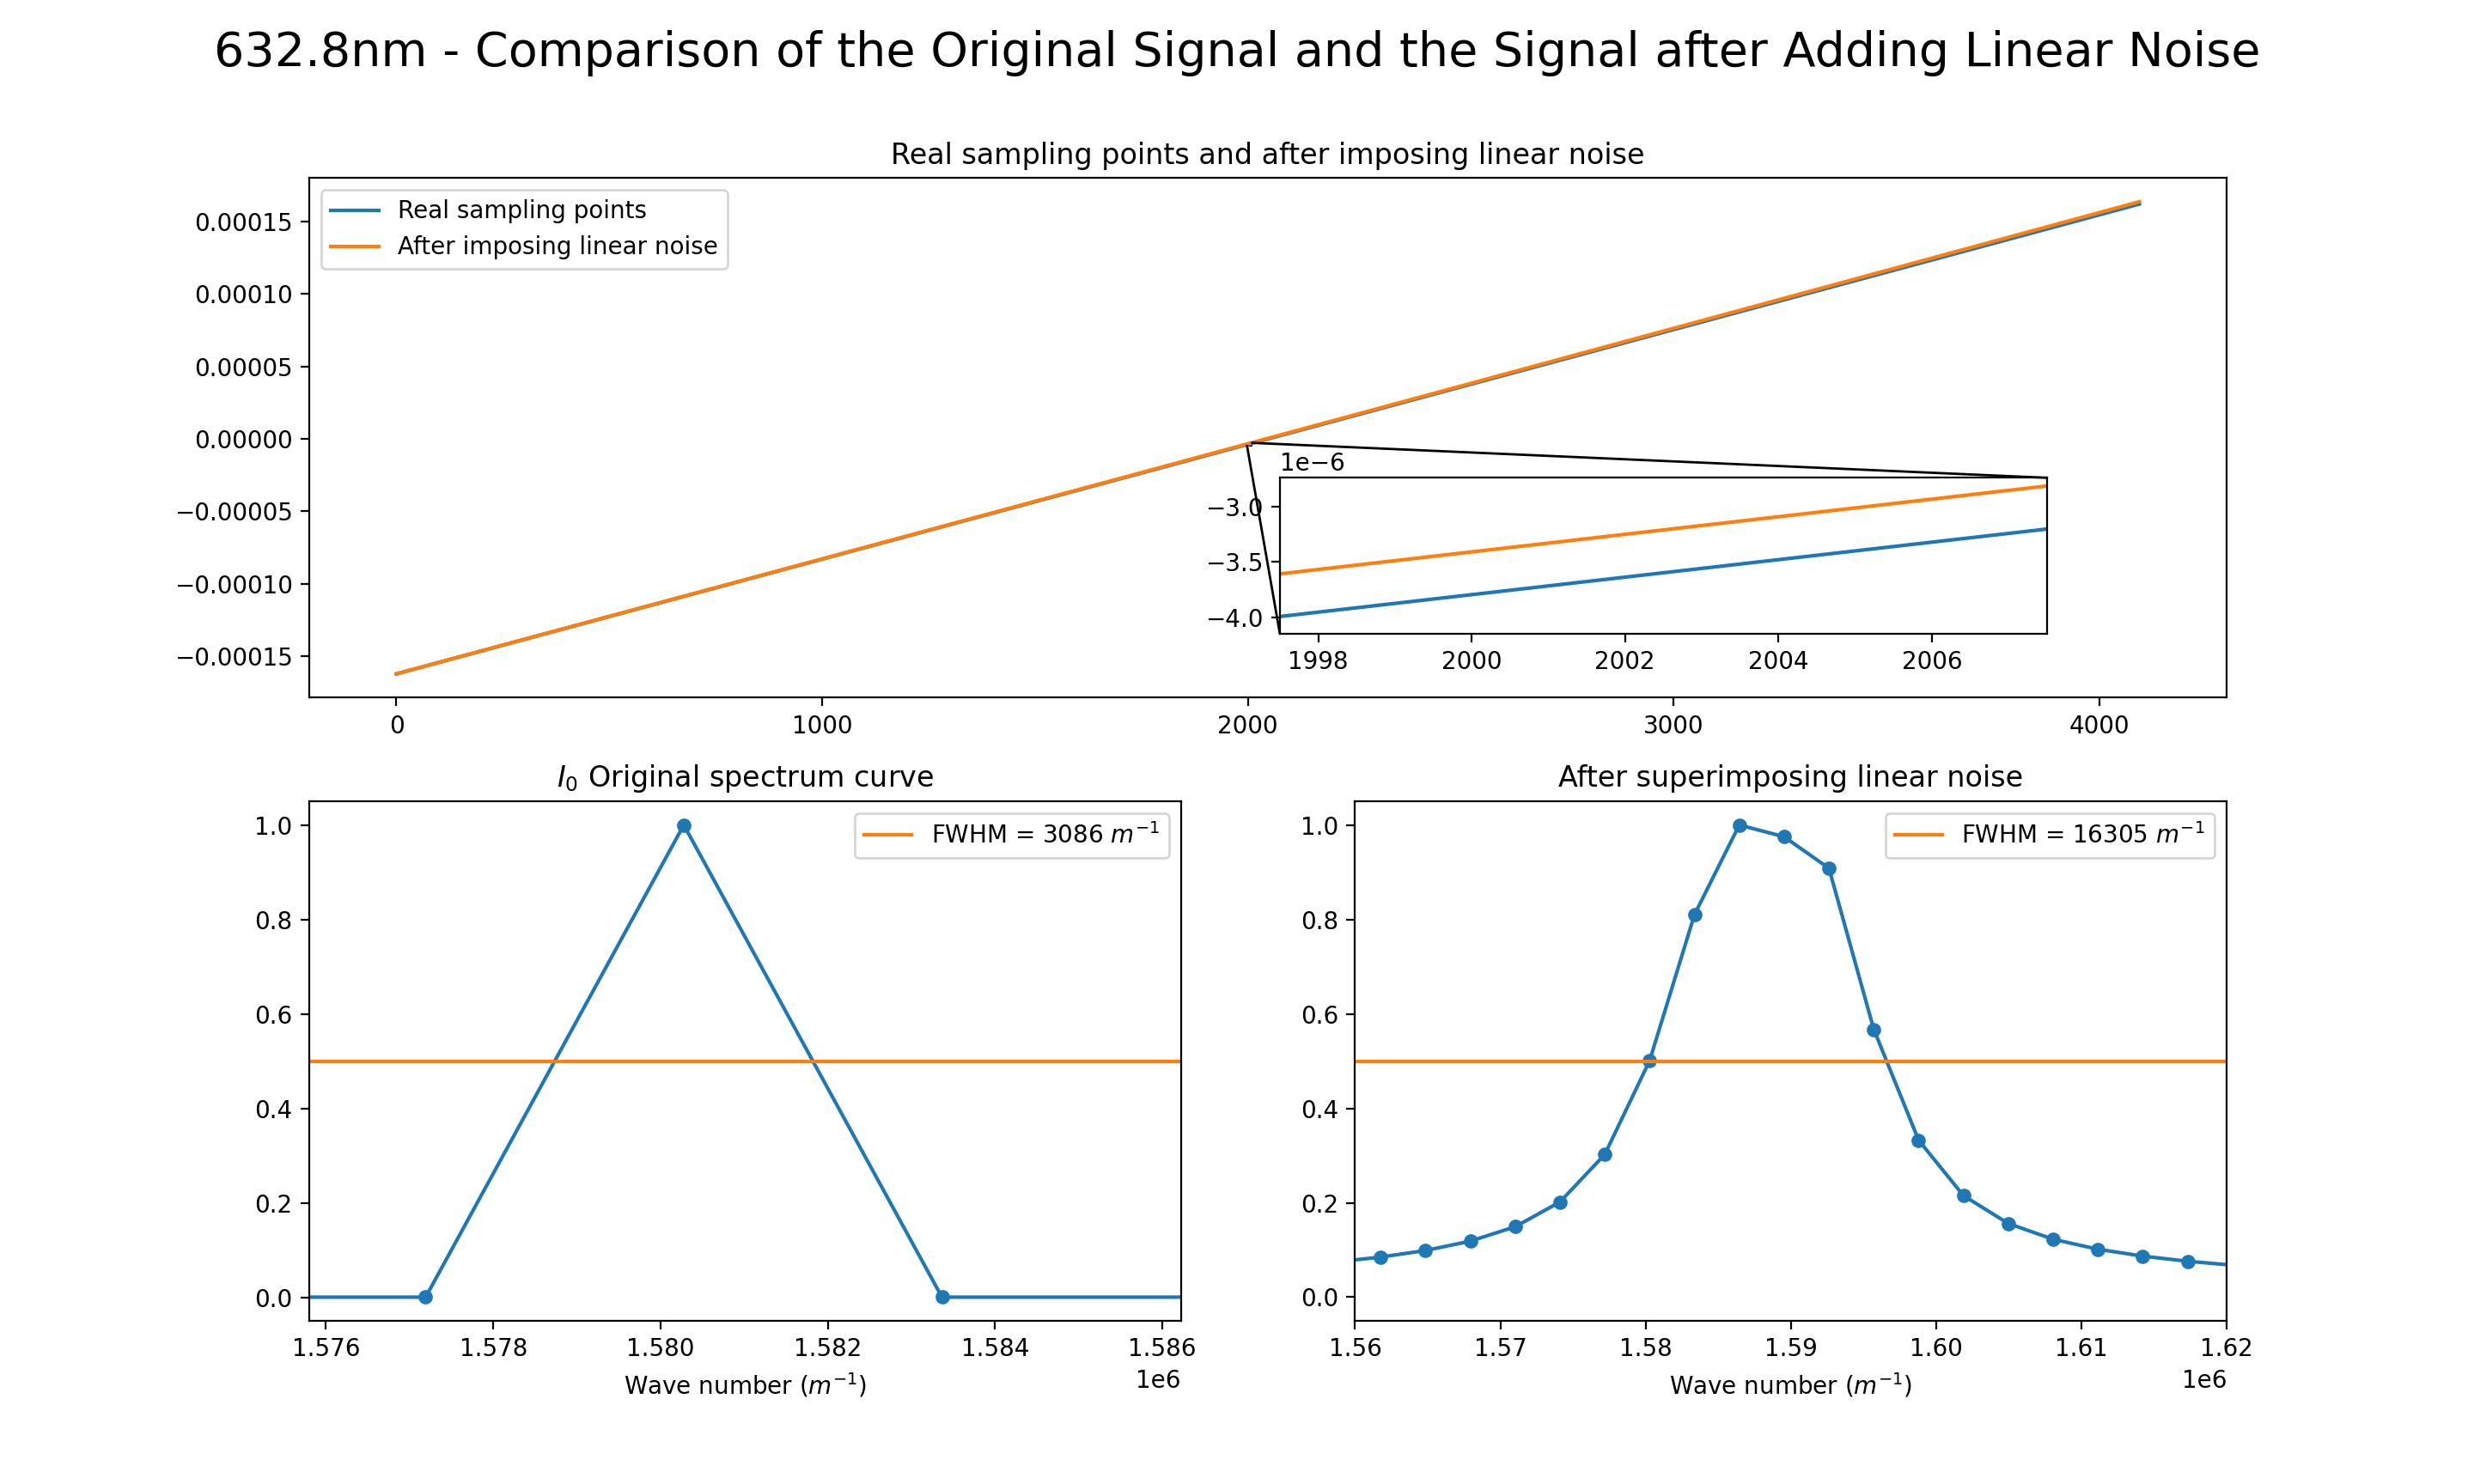 632.8nm - Comparison of the Original Signal and the Signal after Adding Linear Noise
Real sampling points and after imposing linear noise
Real sampling points
After imposing linear noise
0.00015
0.00010
0.00005
0.00000
−0.00005
−0.00010
−0.00015
0 1000 2000 3000 4000
1e−6
−3.0
−3.5
−4.0
1998 2000 2002 2004 2006
I₀ Original spectrum curve
FWHM = 3086 m⁻¹
1.0
0.8
0.6
0.4
0.2
0.0
1.576 1.578 1.580 1.582 1.584 1.586
1e6
Wave number (m⁻¹)
After superimposing linear noise
FWHM = 16305 m⁻¹
1.0
0.8
0.6
0.4
0.2
0.0
1.56 1.57 1.58 1.59 1.60 1.61 1.62
1e6
Wave number (m⁻¹)